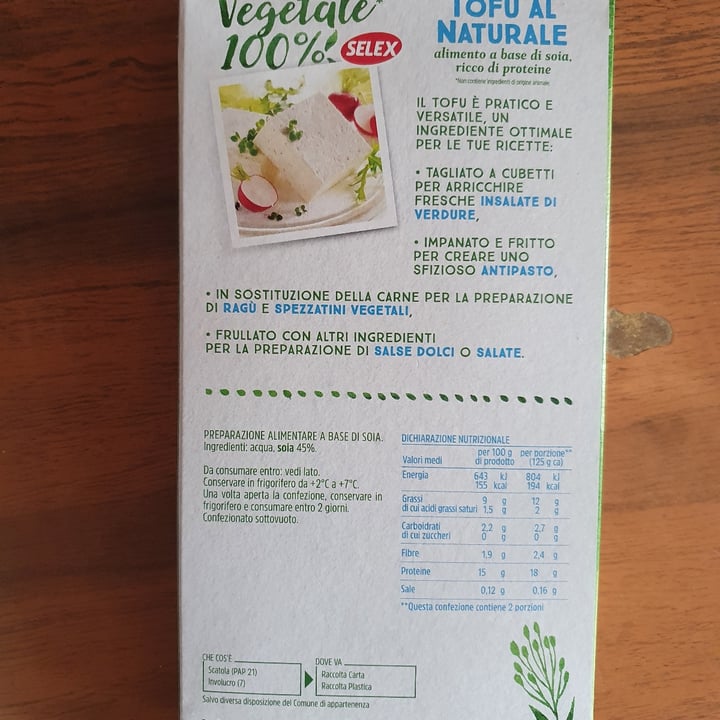 Vegetale*
100%
SELEX
TOFU AL
NATURALE
alimento a base di soia,
ricco di proteine
*Non contiene ingredienti di origine animale.
IL TOFU È PRATICO E
VERSATILE, UN
INGREDIENTE OTTIMALE
PER LE TUE RICETTE:
• TAGLIATO A CUBETTI
PER ARRICCHIRE
FRESCHE INSALATE DI
VERDURE,
• IMPANATO E FRITTO
PER CREARE UNO
SFIZIOSO ANTIPASTO,
• IN SOSTITUZIONE DELLA CARNE PER LA PREPARAZIONE
DI RAGÙ E SPEZZATINI VEGETALI,
• FRULLATO CON ALTRI INGREDIENTI
PER LA PREPARAZIONE DI SALSE DOLCI O SALATE.
PREPARAZIONE ALIMENTARE A BASE DI SOIA.
Ingredienti: acqua, soia 45%.
Da consumare entro: vedi lato.
Conservare in frigorifero da +2°C a +7°C.
Una volta aperta la confezione, conservare in
frigorifero e consumare entro 2 giorni.
Confezionato sottovuoto.
DICHIARAZIONE NUTRIZIONALE
Valori medi per 100 g di prodotto per porzione** (125 g ca)
Energia 643 kJ 804 kJ
155 kcal 194 kcal
Grassi 9 g 12 g
di cui acidi grassi saturi 1,5 g 2 g
Carboidrati 2,2 g 2,7 g
di cui zuccheri 0 g 0 g
Fibre 1,9 g 2,4 g
Proteine 15 g 18 g
Sale 0,12 g 0,16 g
**Questa confezione contiene 2 porzioni
CHE COS'È DOVE VA
Scatola (PAP 21) Raccolta Carta
Involucro (7) Raccolta Plastica
Salvo diversa disposizione del Comune di appartenenza